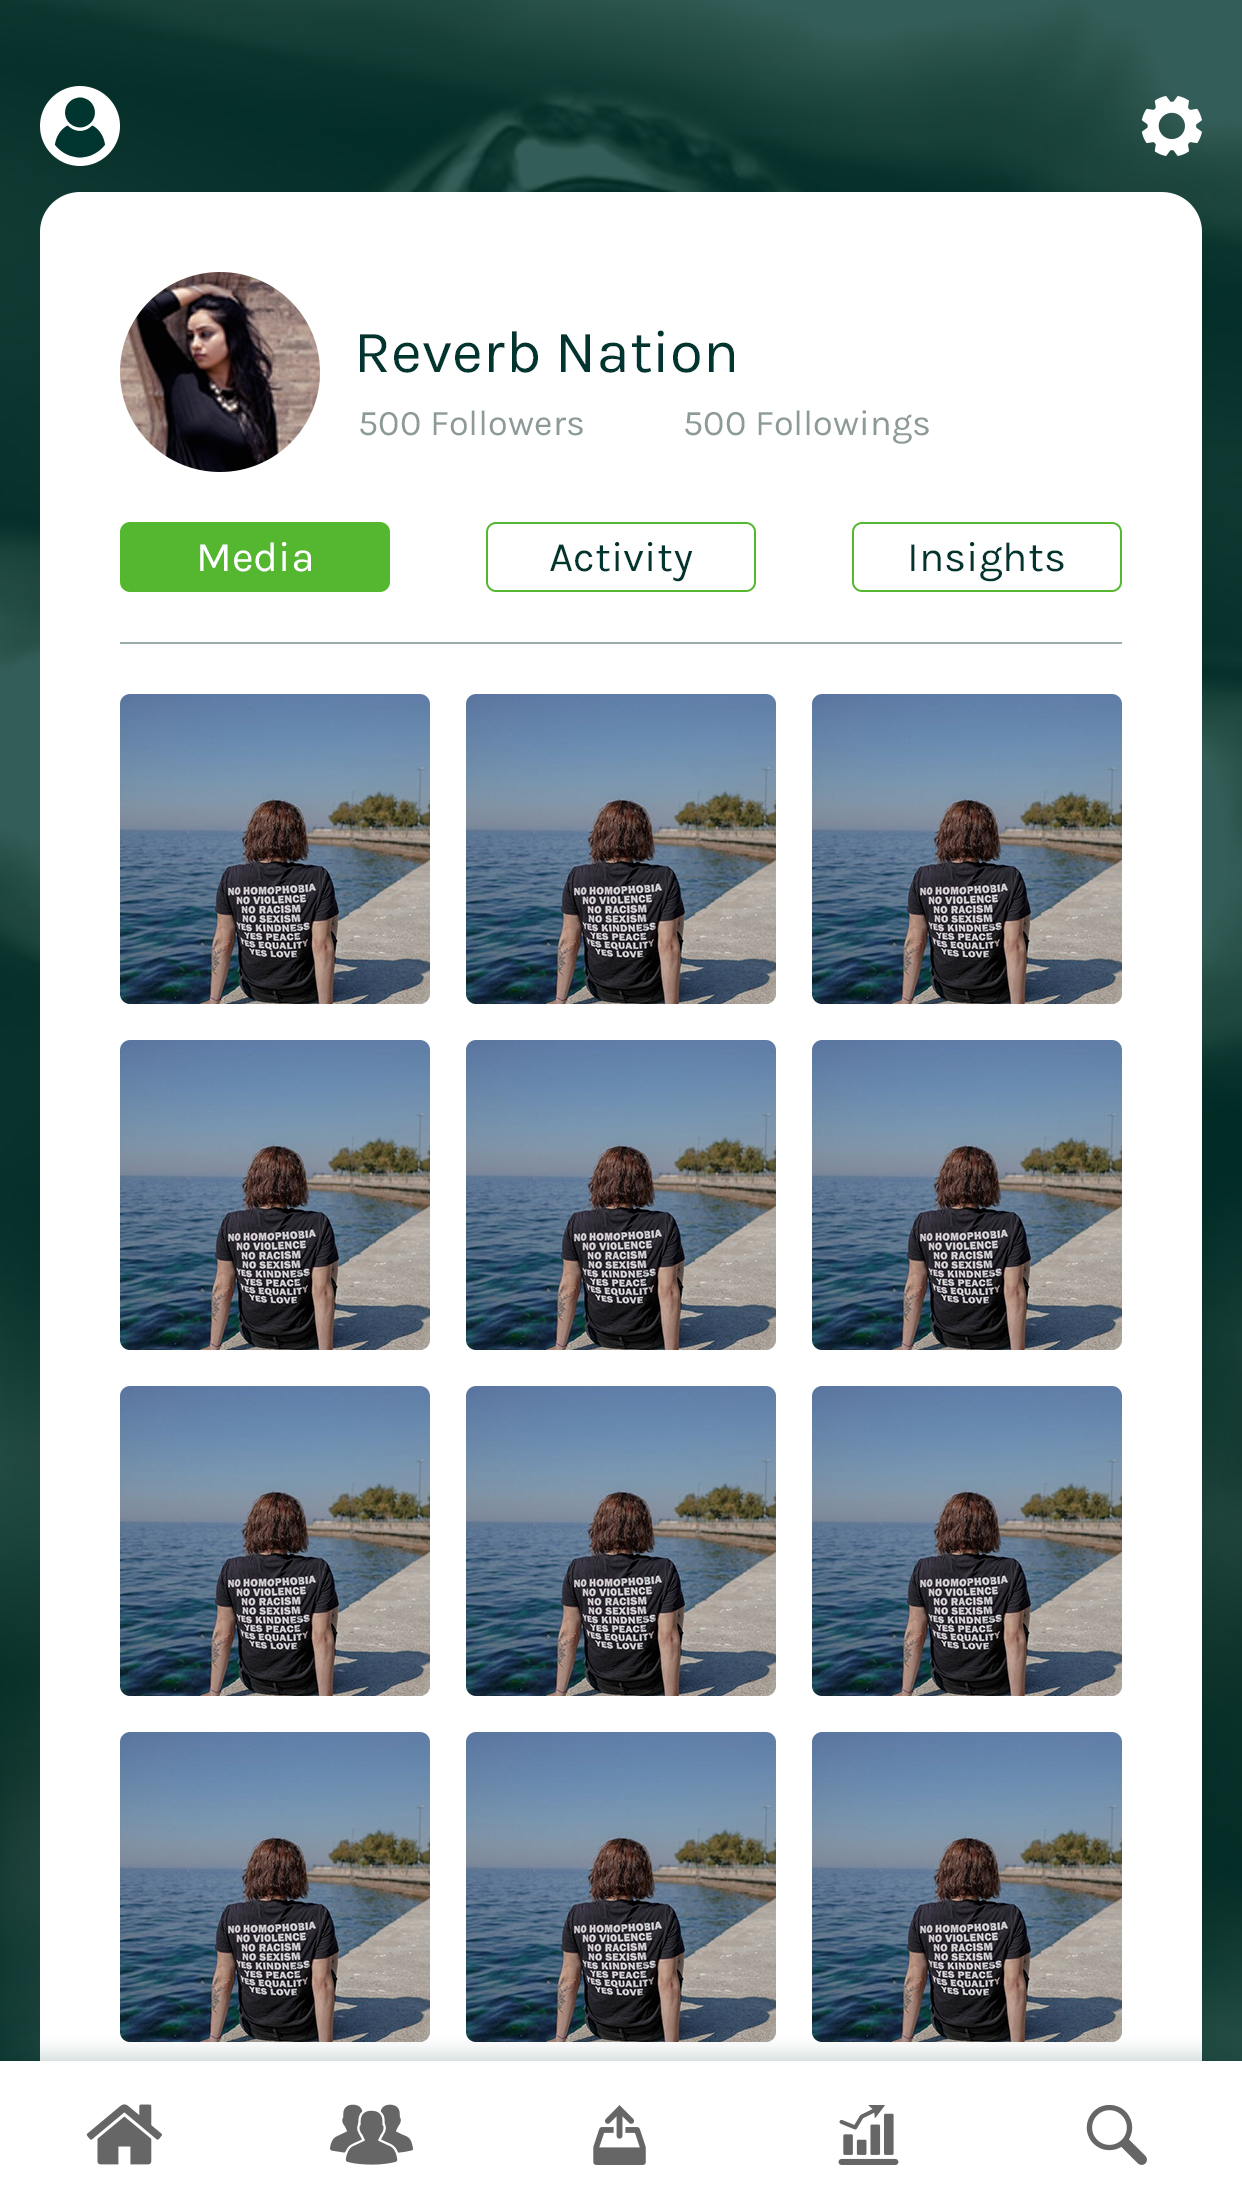 Reverb Nation
500 Followers 500 Followings
Media Activity Insights
NO HOMOPHOBIA NO HOMOPHOBIA NO HOMOPHOBIA
NO VIOLENCE NO VIOLENCE NO VIOLENCE
NO RACISM NO RACISM NO RACISM
NO SEXISM NO SEXISM NO SEXISM
YES KINDNESS YES KINDNESS YES KINDNESS
YES PEACE YES PEACE YES PEACE
YES EQUALITY YES EQUALITY YES EQUALITY
YES LOVE YES LOVE YES LOVE
NO HOMOPHOBIA NO HOMOPHOBIA NO HOMOPHOBIA
NO VIOLENCE NO VIOLENCE NO VIOLENCE
NO RACISM NO RACISM NO RACISM
NO SEXISM NO SEXISM NO SEXISM
YES KINDNESS YES KINDNESS YES KINDNESS
YES PEACE YES PEACE YES PEACE
YES EQUALITY YES EQUALITY YES EQUALITY
YES LOVE YES LOVE YES LOVE
NO HOMOPHOBIA NO HOMOPHOBIA NO HOMOPHOBIA
NO VIOLENCE NO VIOLENCE NO VIOLENCE
NO RACISM NO RACISM NO RACISM
NO SEXISM NO SEXISM NO SEXISM
YES KINDNESS YES KINDNESS YES KINDNESS
YES PEACE YES PEACE YES PEACE
YES EQUALITY YES EQUALITY YES EQUALITY
YES LOVE YES LOVE YES LOVE
NO HOMOPHOBIA NO HOMOPHOBIA NO HOMOPHOBIA
NO VIOLENCE NO VIOLENCE NO VIOLENCE
NO RACISM NO RACISM NO RACISM
NO SEXISM NO SEXISM NO SEXISM
YES KINDNESS YES KINDNESS YES KINDNESS
YES PEACE YES PEACE YES PEACE
YES EQUALITY YES EQUALITY YES EQUALITY
YES LOVE YES LOVE YES LOVE